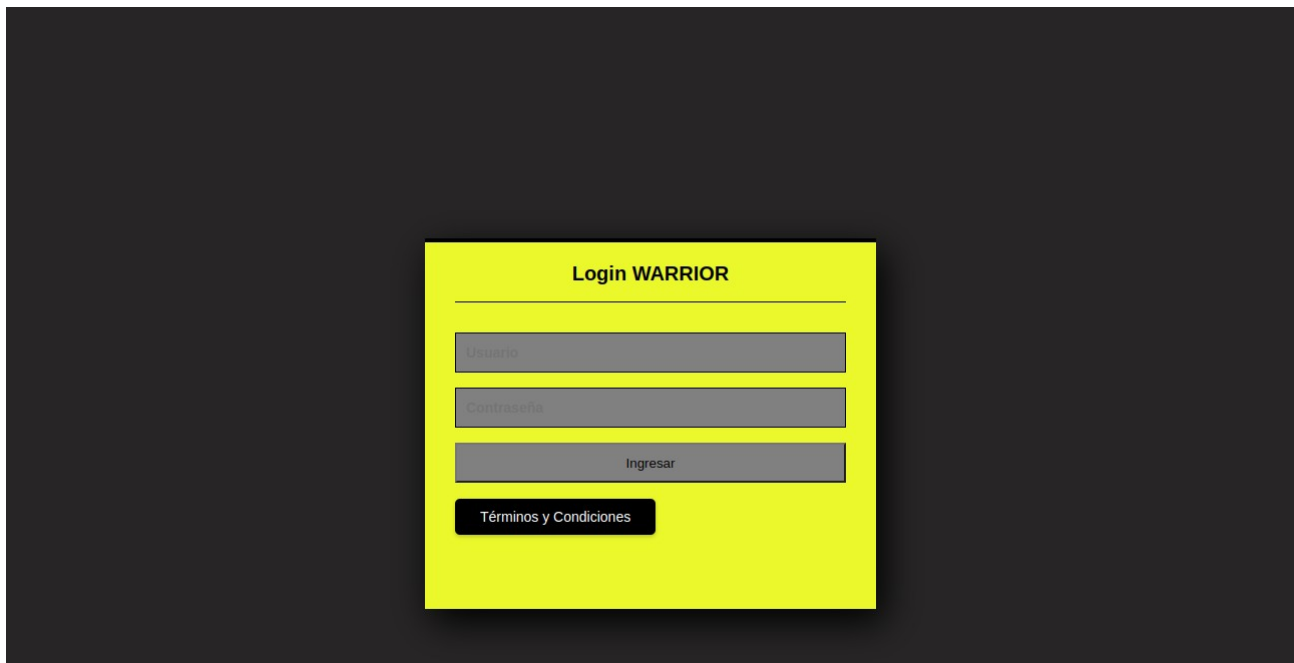 Login WARRIOR
Usuario
Contraseña
Ingresar
Términos y Condiciones